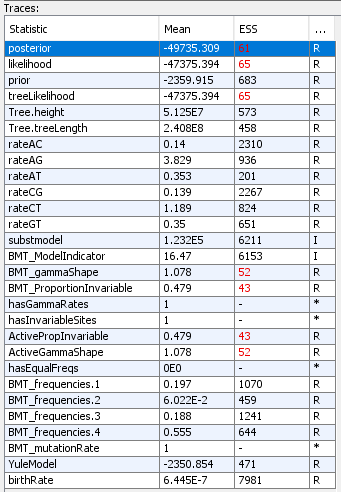 Traces:
Statistic Mean ESS ...
posterior -49735.309 61 R
likelihood -47375.394 65 R
prior -2359.915 683 R
treeLikelihood -47375.394 65 R
Tree.height 5.125E7 573 R
Tree.treeLength 2.408E8 458 R
rateAC 0.14 2310 R
rateAG 3.829 936 R
rateAT 0.353 201 R
rateCG 0.139 2267 R
rateCT 1.189 824 R
rateGT 0.35 651 R
substmodel 1.232E5 6211 I
BMT_ModelIndicator 16.47 6153 I
BMT_gammaShape 1.078 52 R
BMT_ProportionInvariable 0.479 43 R
hasGammaRates 1 - *
hasInvariableSites 1 - *
ActivePropInvariable 0.479 43 R
ActiveGammaShape 1.078 52 R
hasEqualFreqs 0E0 - *
BMT_frequencies.1 0.197 1070 R
BMT_frequencies.2 6.022E-2 459 R
BMT_frequencies.3 0.188 1241 R
BMT_frequencies.4 0.555 644 R
BMT_mutationRate 1 - *
YuleModel -2350.854 471 R
birthRate 6.445E-7 7981 R